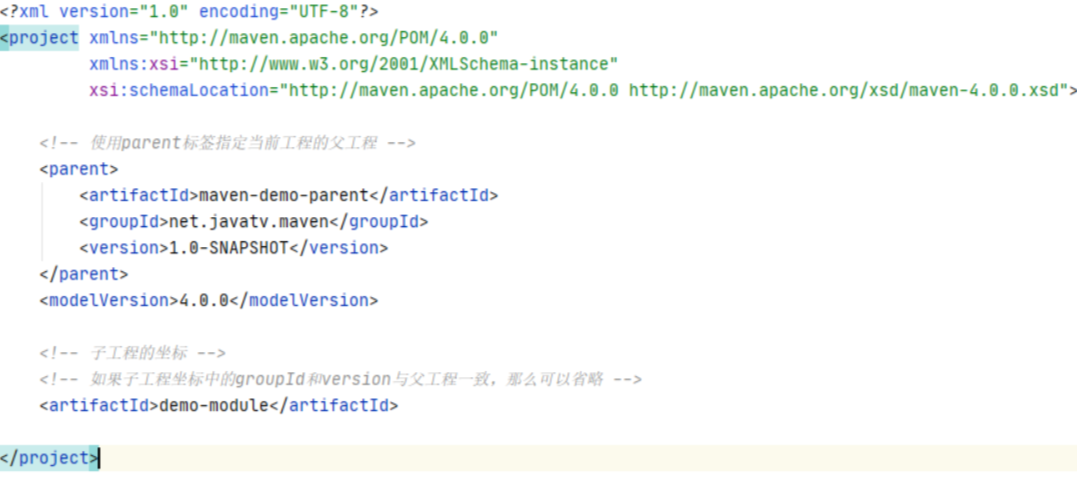 <?xml version="1.0" encoding="UTF-8"?>
<project xmlns="http://maven.apache.org/POM/4.0.0"
         xmlns:xsi="http://www.w3.org/2001/XMLSchema-instance"
         xsi:schemaLocation="http://maven.apache.org/POM/4.0.0 http://maven.apache.org/xsd/maven-4.0.0.xsd">
    <!-- 使用parent标签指定当前工程的父工程 -->
    <parent>
        <artifactId>maven-demo-parent</artifactId>
        <groupId>net.javatv.maven</groupId>
        <version>1.0-SNAPSHOT</version>
    </parent>
    <modelVersion>4.0.0</modelVersion>
    <!-- 子工程的坐标 -->
    <!-- 如果子工程坐标中的groupId和version与父工程一致，那么可以省略 -->
    <artifactId>demo-module</artifactId>
</project>